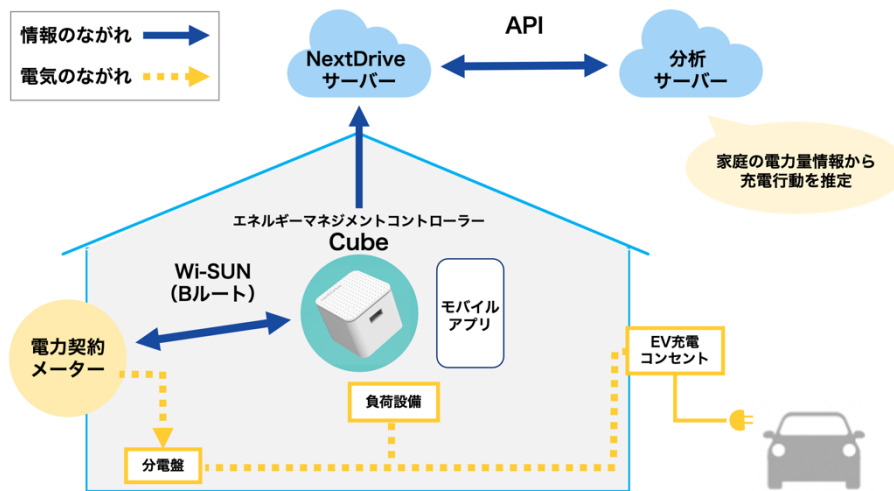 情報のながれ
電気のながれ
NextDrive
サーバー
API
分析
サーバー
家庭の電力量情報から
充電行動を推定
エネルギーマネジメントコントローラー
Cube
Wi-SUN
（Bルート）
モバイル
アプリ
電力契約
メーター
EV充電
コンセント
負荷設備
分電盤